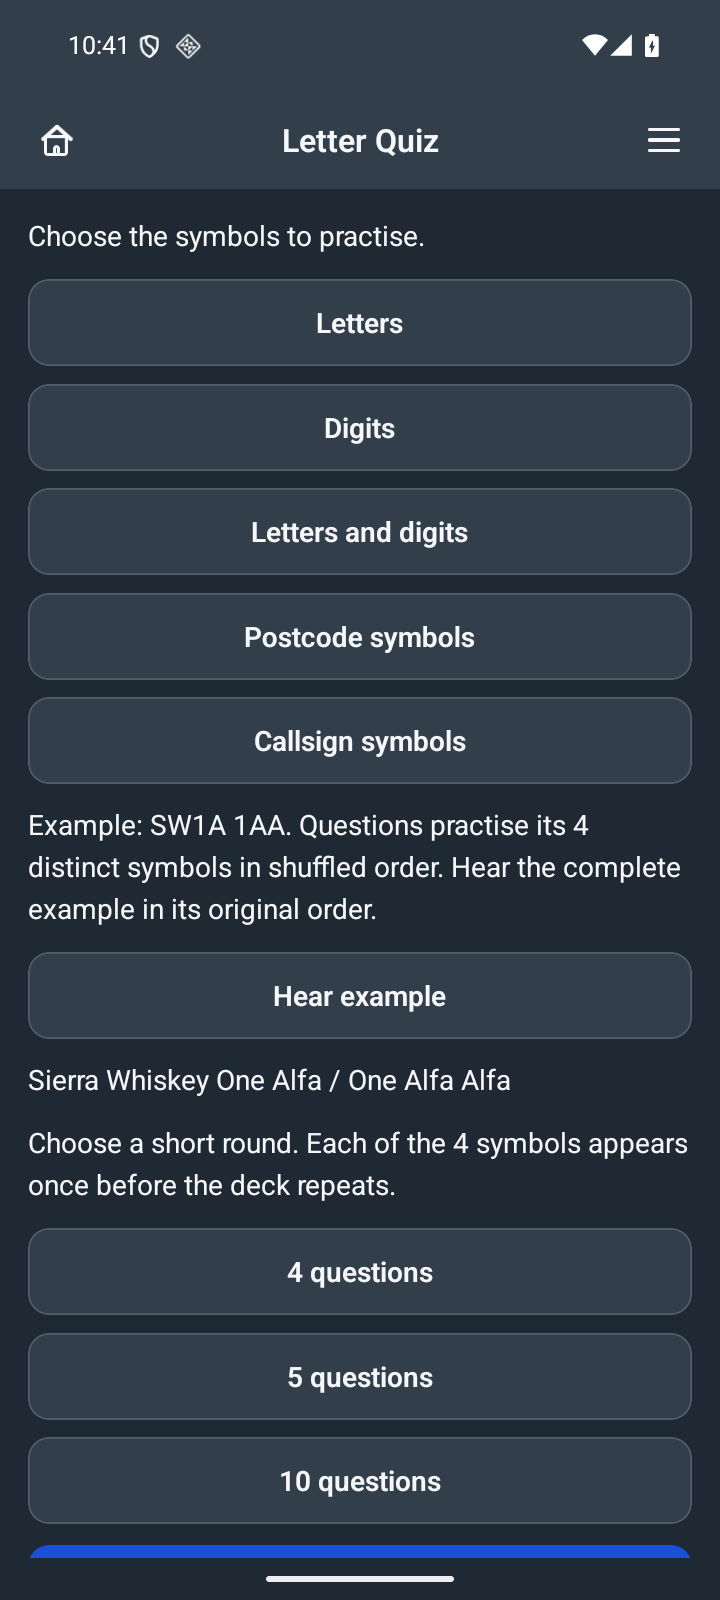 10:41
Letter Quiz
Choose the symbols to practise.
Letters
Digits
Letters and digits
Postcode symbols
Callsign symbols
Example: SW1A 1AA. Questions practise its 4
distinct symbols in shuffled order. Hear the complete
example in its original order.
Hear example
Sierra Whiskey One Alfa / One Alfa Alfa
Choose a short round. Each of the 4 symbols appears
once before the deck repeats.
4 questions
5 questions
10 questions